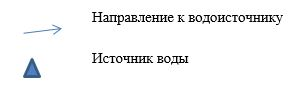 Направление к водоисточнику
Источник воды